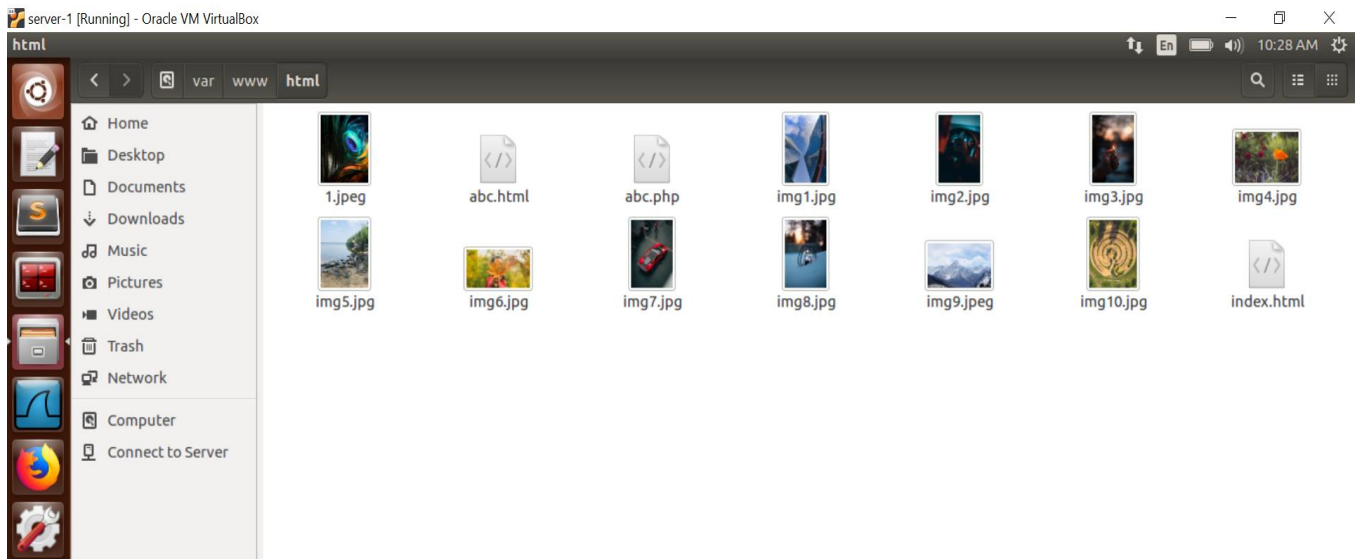 server-1 [Running] - Oracle VM VirtualBox
html
En
10:28 AM
var www html
Home
Desktop
Documents
Downloads
Music
Pictures
Videos
Trash
Network
Computer
Connect to Server
1.jpeg abc.html abc.php img1.jpg img2.jpg img3.jpg img4.jpg
img5.jpg img6.jpg img7.jpg img8.jpg img9.jpeg img10.jpg index.html